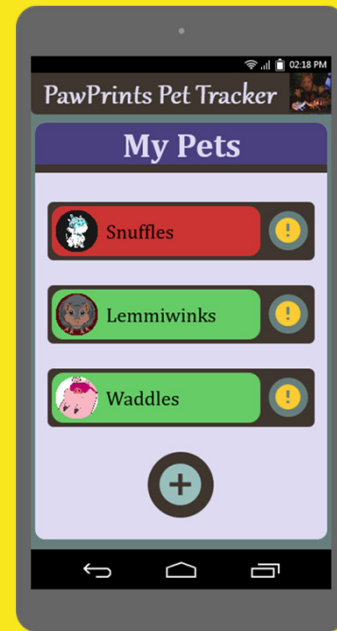 02:18 PM
PawPrints Pet Tracker
My Pets
Snuffles
!
Lemmiwinks
!
Waddles
!
+